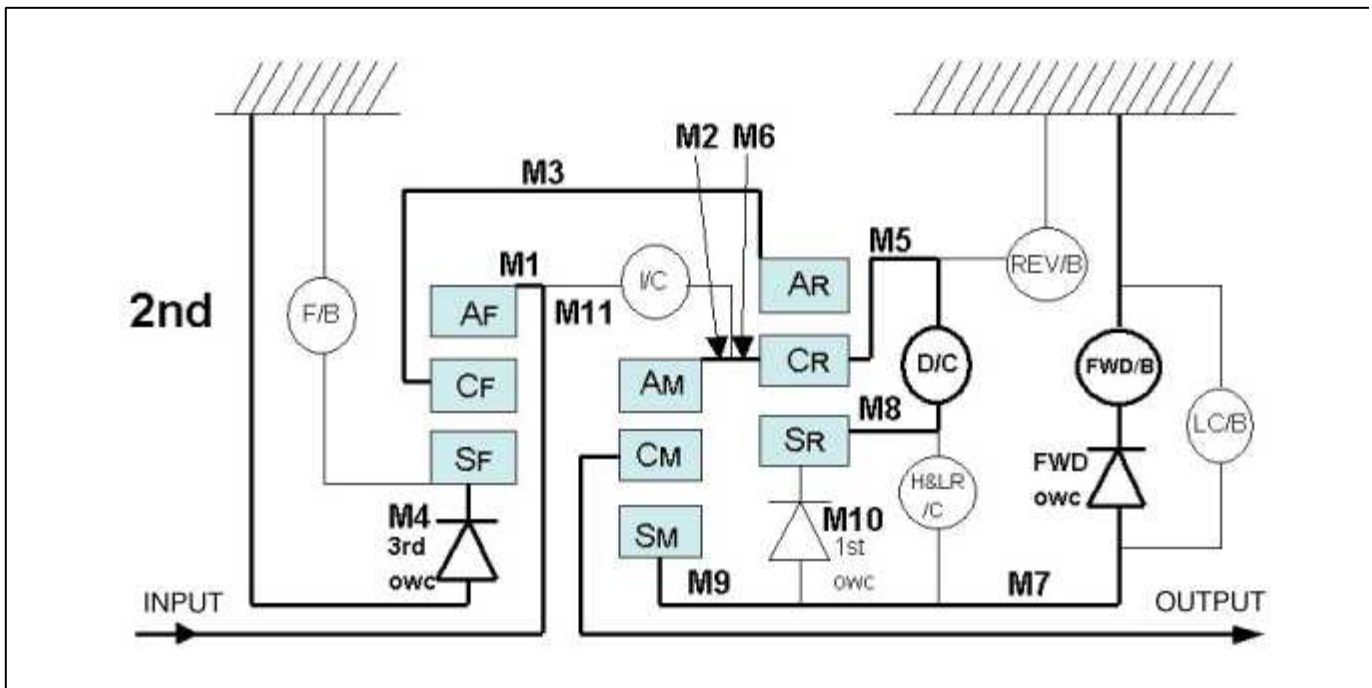 M2 M6
M3
M5
REV/B
M1
I/C
AR
2nd
F/B
AF
M11
CF
AM
CR
D/C
FWD/B
M8
SF
CM
SR
LC/B
M4
3rd
owc
SM
M10
1st
owc
H&LR
/C
FWD
owc
M9
M7
INPUT
OUTPUT